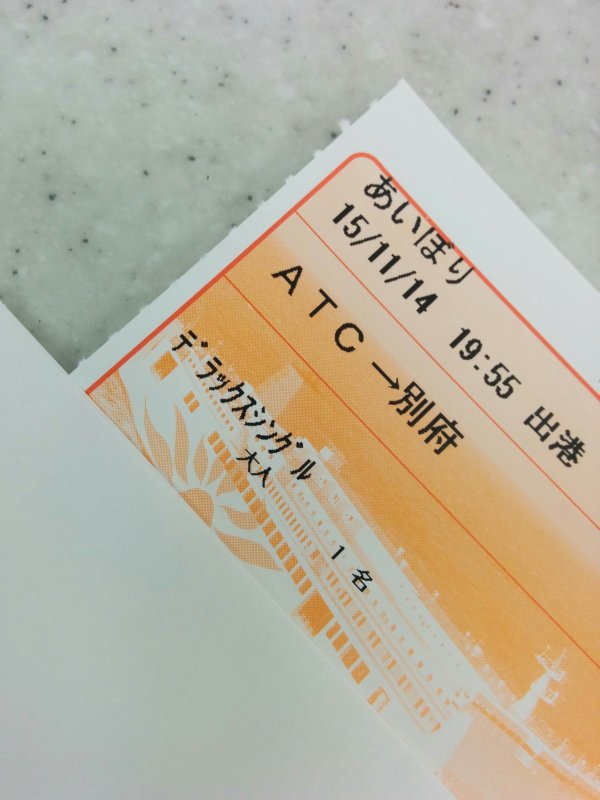 あいぼり
15/11/14 19:55 出港
ATC→別府
ﾃﾞﾗｯｸｽｼﾝｸﾞﾙ
大人 1名